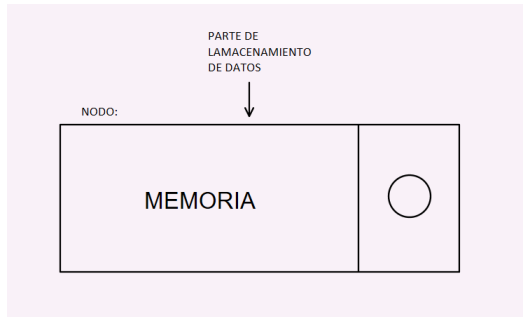 PARTE DE
LAMACENAMIENTO
DE DATOS
NODO:
MEMORIA